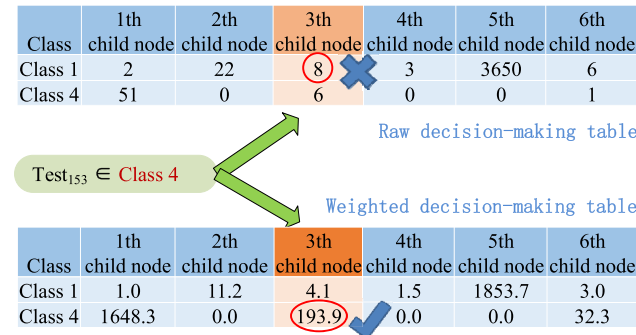 1th 2th 3th 4th 5th 6th
Class child node child node child node child node child node child node
Class 1 2 22 8 3 3650 6
Class 4 51 0 6 0 0 1
Raw decision-making table
Test153 ∈ Class 4
Weighted decision-making table
1th 2th 3th 4th 5th 6th
Class child node child node child node child node child node child node
Class 1 1.0 11.2 4.1 1.5 1853.7 3.0
Class 4 1648.3 0.0 193.9 0.0 0.0 32.3